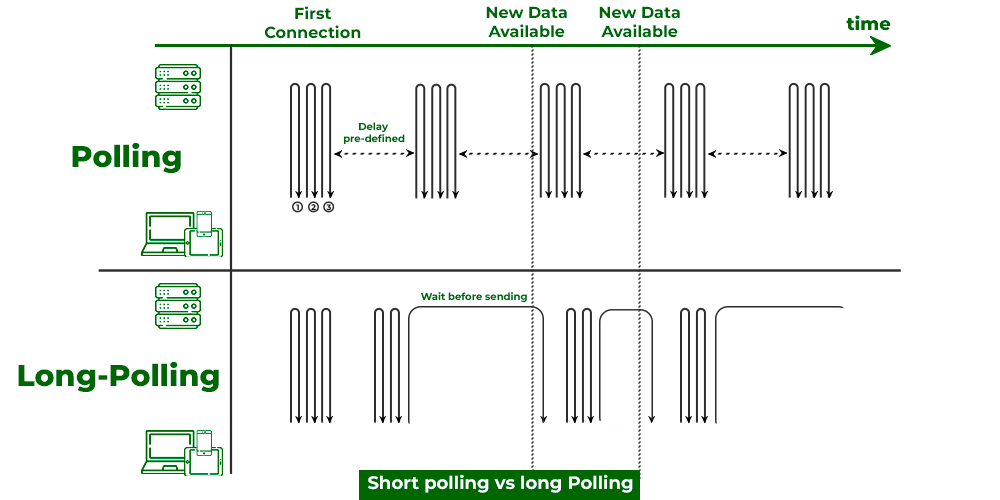 First
Connection
New Data
Available
New Data
Available
time
Delay
pre-defined
Polling
① ② ③
Wait before sending
Long-Polling
Short polling vs long Polling